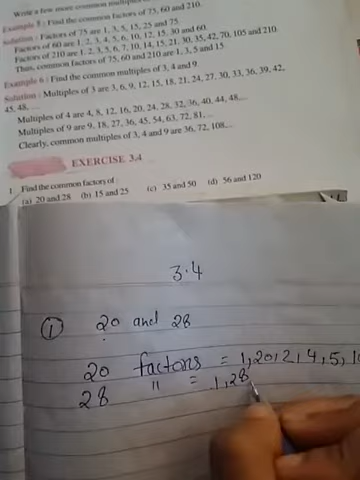 Write a few more common multiples
Example 5 : Find the common factors of 75, 60 and 210.
Solution : Factors of 75 are 1, 3, 5, 15, 25 and 75.
Factors of 60 are 1, 2, 3, 4, 5, 6, 10, 12, 15, 30 and 60.
Factors of 210 are 1, 2, 3, 5, 6, 7, 10, 14, 15, 21, 30, 35, 42, 70, 105 and 210.
Thus, common factors of 75, 60 and 210 are 1, 3, 5 and 15.
Example 6 : Find the common multiples of 3, 4 and 9.
Solution : Multiples of 3 are 3, 6, 9, 12, 15, 18, 21, 24, 27, 30, 33, 36, 39, 42,
45, 48, ...
Multiples of 4 are 4, 8, 12, 16, 20, 24, 28, 32, 36, 40, 44, 48,...
Multiples of 9 are 9, 18, 27, 36, 45, 54, 63, 72, 81, ...
Clearly, common multiples of 3, 4 and 9 are 36, 72, 108,...
EXERCISE 3.4
1. Find the common factors of :
(a) 20 and 28 (b) 15 and 25 (c) 35 and 50 (d) 56 and 120
3.4
① 20 and 28
20 factors = 1,20,2,4,5,10
28 " = 1,28